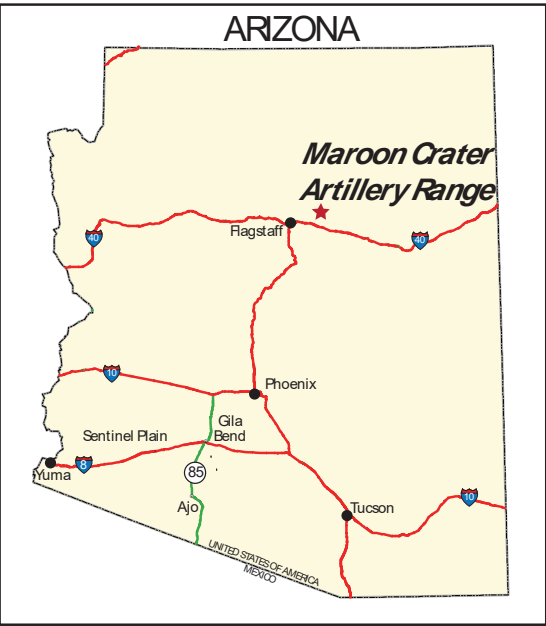 ARIZONA
Maroon Crater
Artillery Range
Flagstaff
40
40
10
Phoenix
Gila
Bend
Sentinel Plain
8
Yuma
85
10
Ajo
Tucson
UNITED STATES OF AMERICA
MEXICO